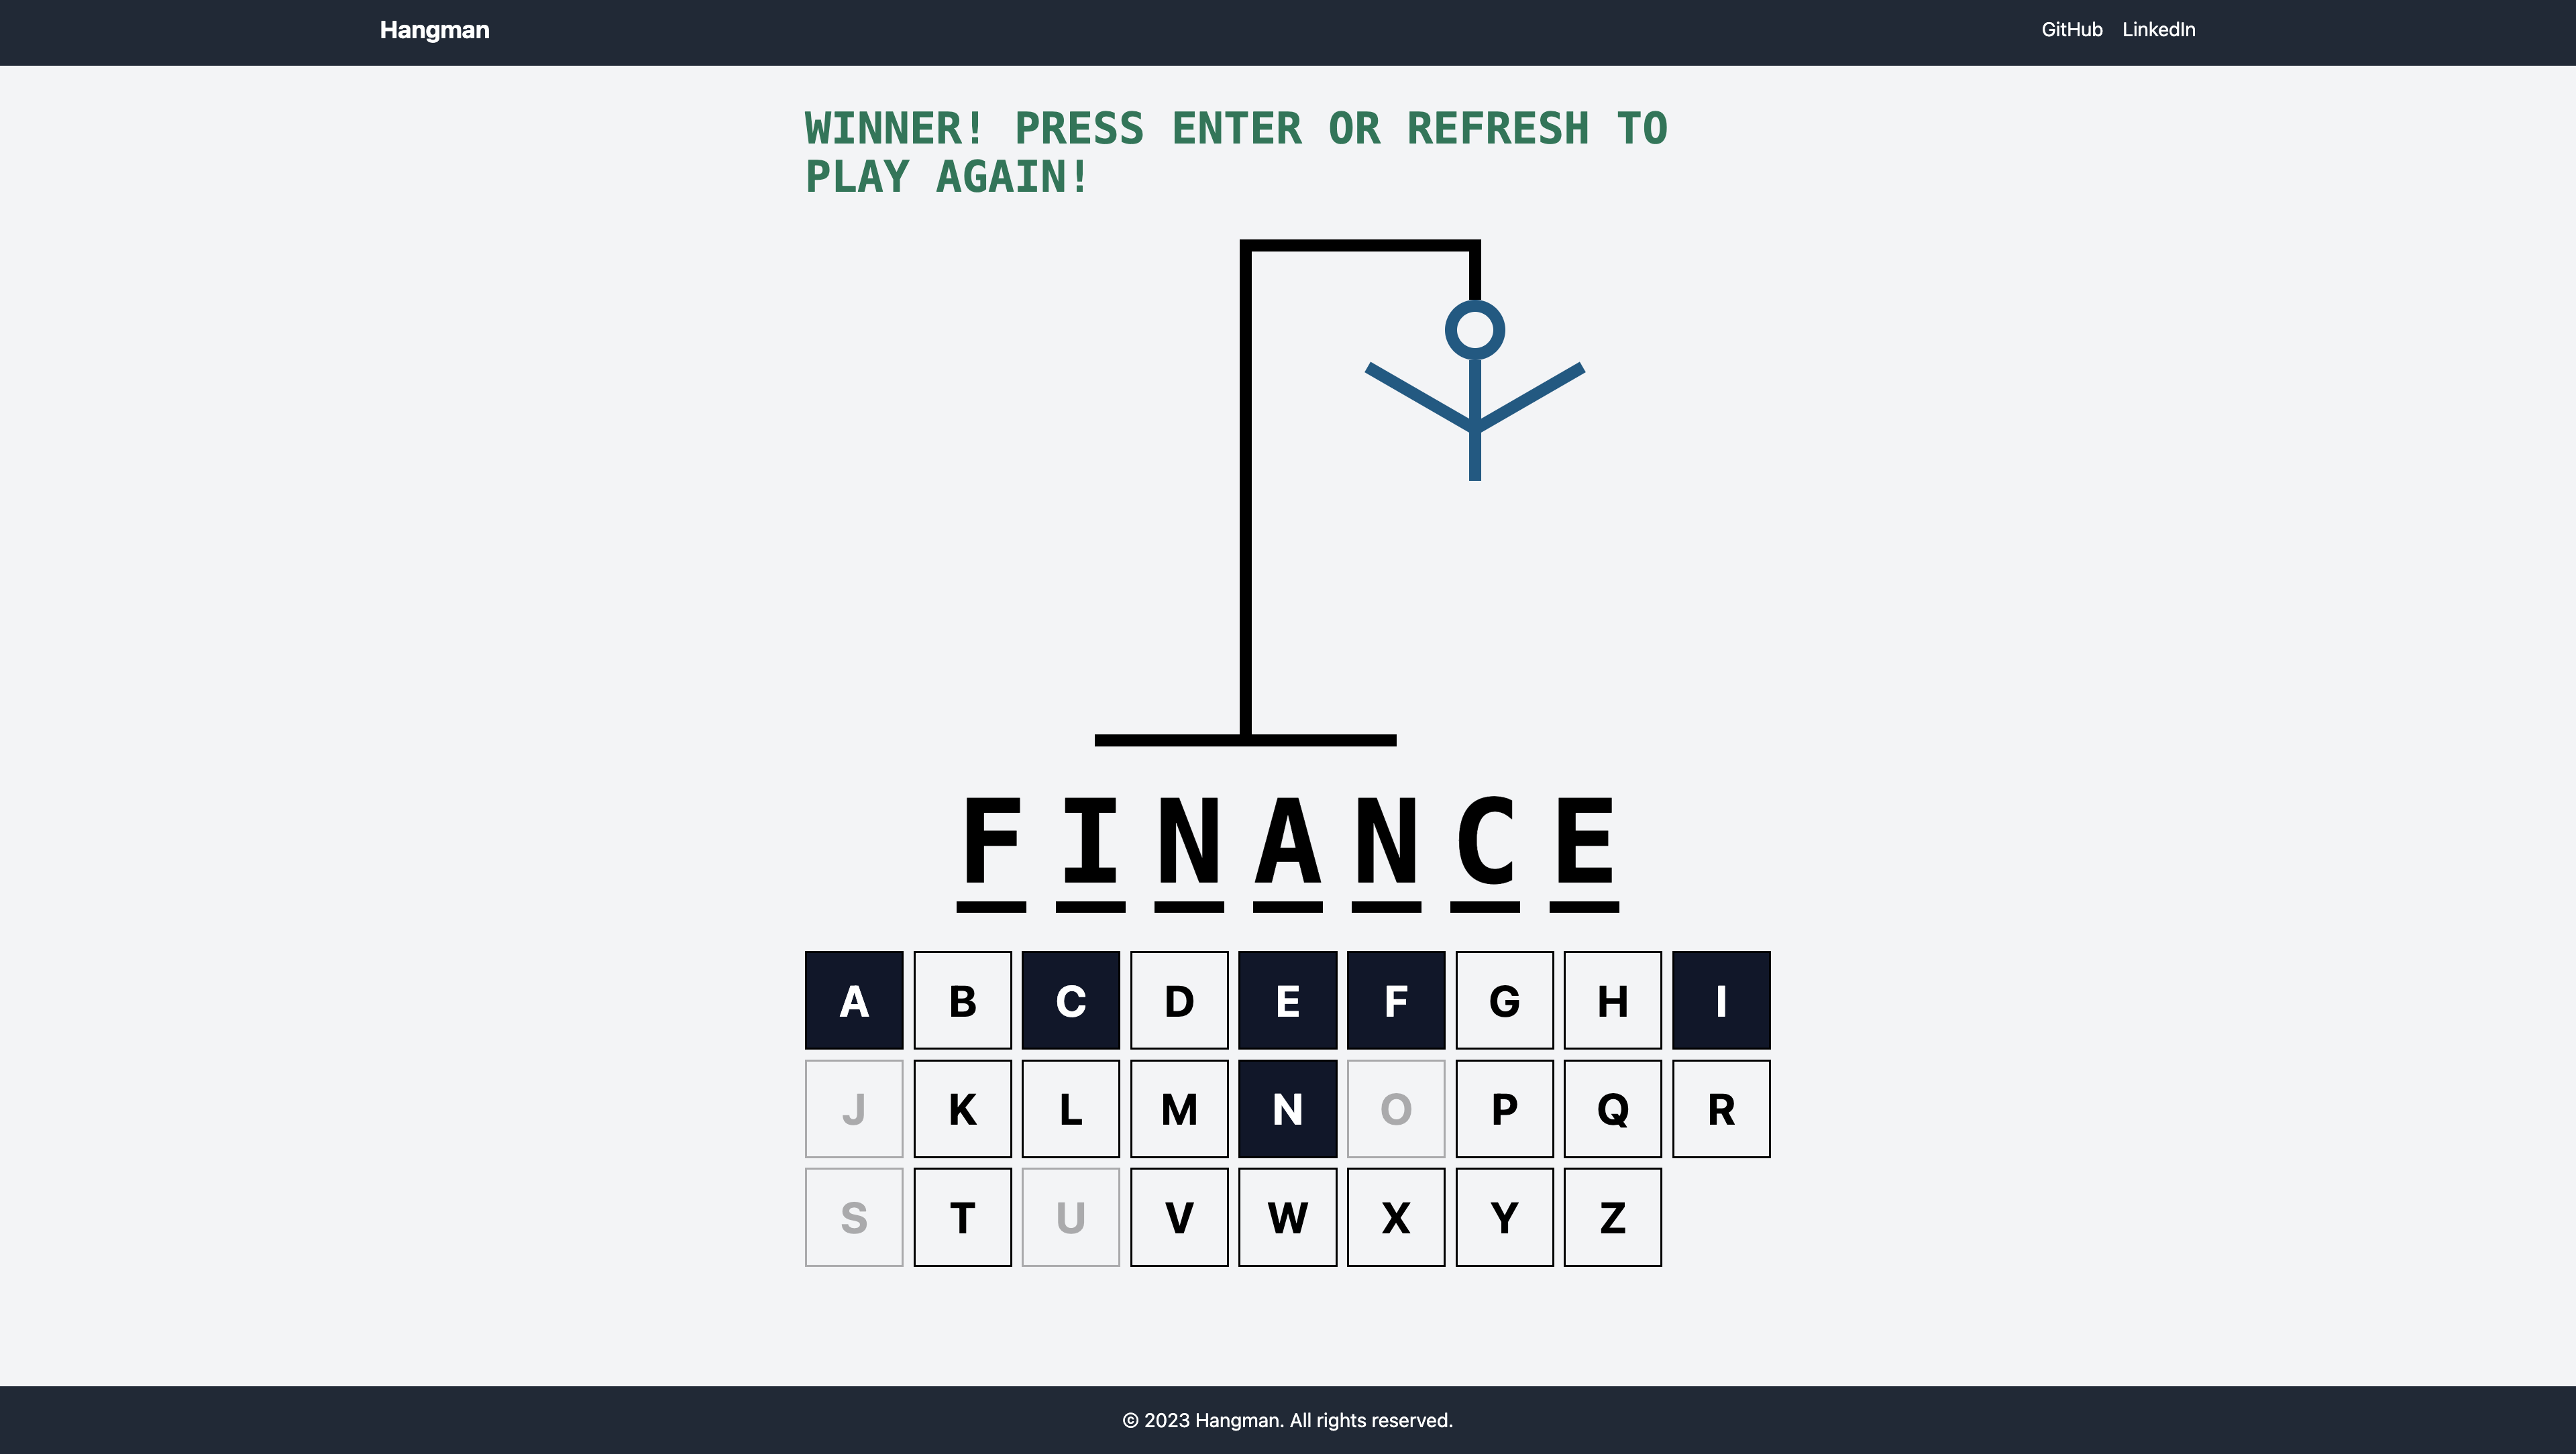 Hangman
GitHub LinkedIn
WINNER! PRESS ENTER OR REFRESH TO
PLAY AGAIN!
F I N A N C E
A B C D E F G H I
J K L M N O P Q R
S T U V W X Y Z
© 2023 Hangman. All rights reserved.